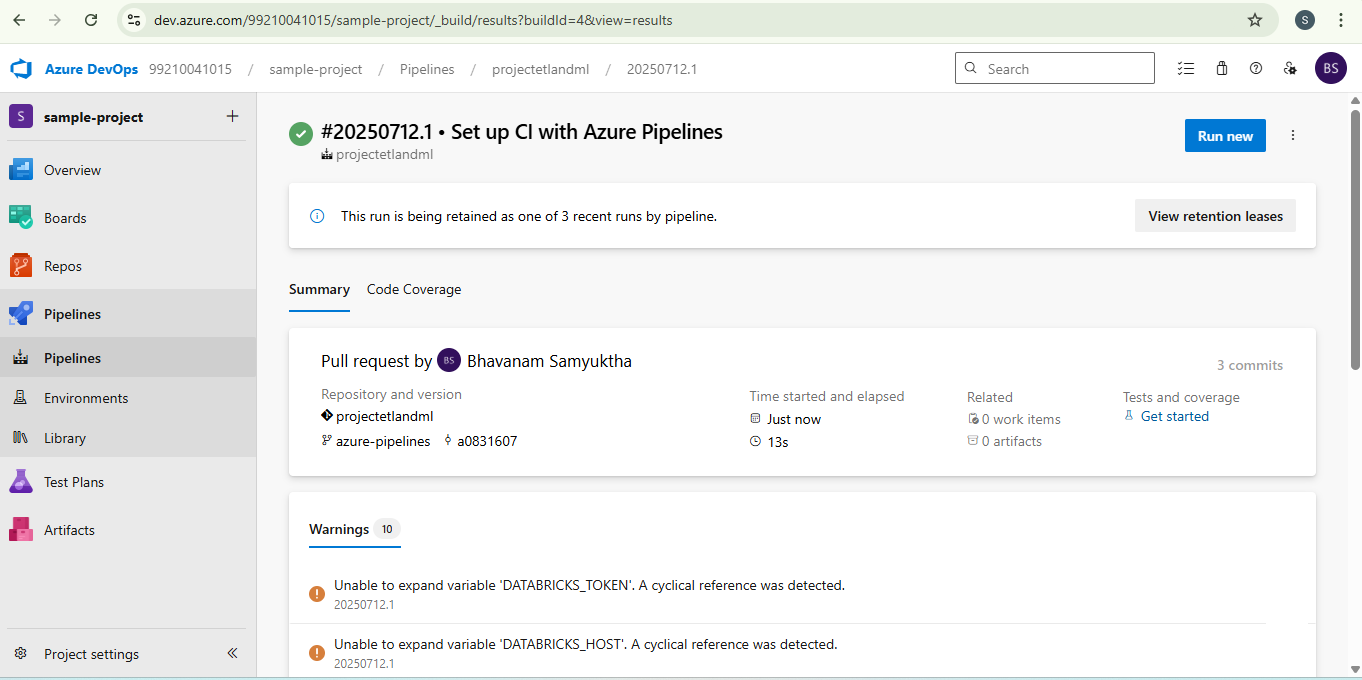 dev.azure.com/99210041015/sample-project/_build/results?buildId=4&view=results
S
Azure DevOps 99210041015 / sample-project / Pipelines / projectetlandml / 20250712.1
Search
BS
S sample-project
Overview
Boards
Repos
Pipelines
Pipelines
Environments
Library
Test Plans
Artifacts
Project settings
#20250712.1 • Set up CI with Azure Pipelines
projectetlandml
Run new
This run is being retained as one of 3 recent runs by pipeline.
View retention leases
Summary Code Coverage
Pull request by BS Bhavanam Samyuktha
3 commits
Repository and version
projectetlandml
azure-pipelines a0831607
Time started and elapsed
Just now
13s
Related
0 work items
0 artifacts
Tests and coverage
Get started
Warnings 10
Unable to expand variable 'DATABRICKS_TOKEN'. A cyclical reference was detected.
20250712.1
Unable to expand variable 'DATABRICKS_HOST'. A cyclical reference was detected.
20250712.1